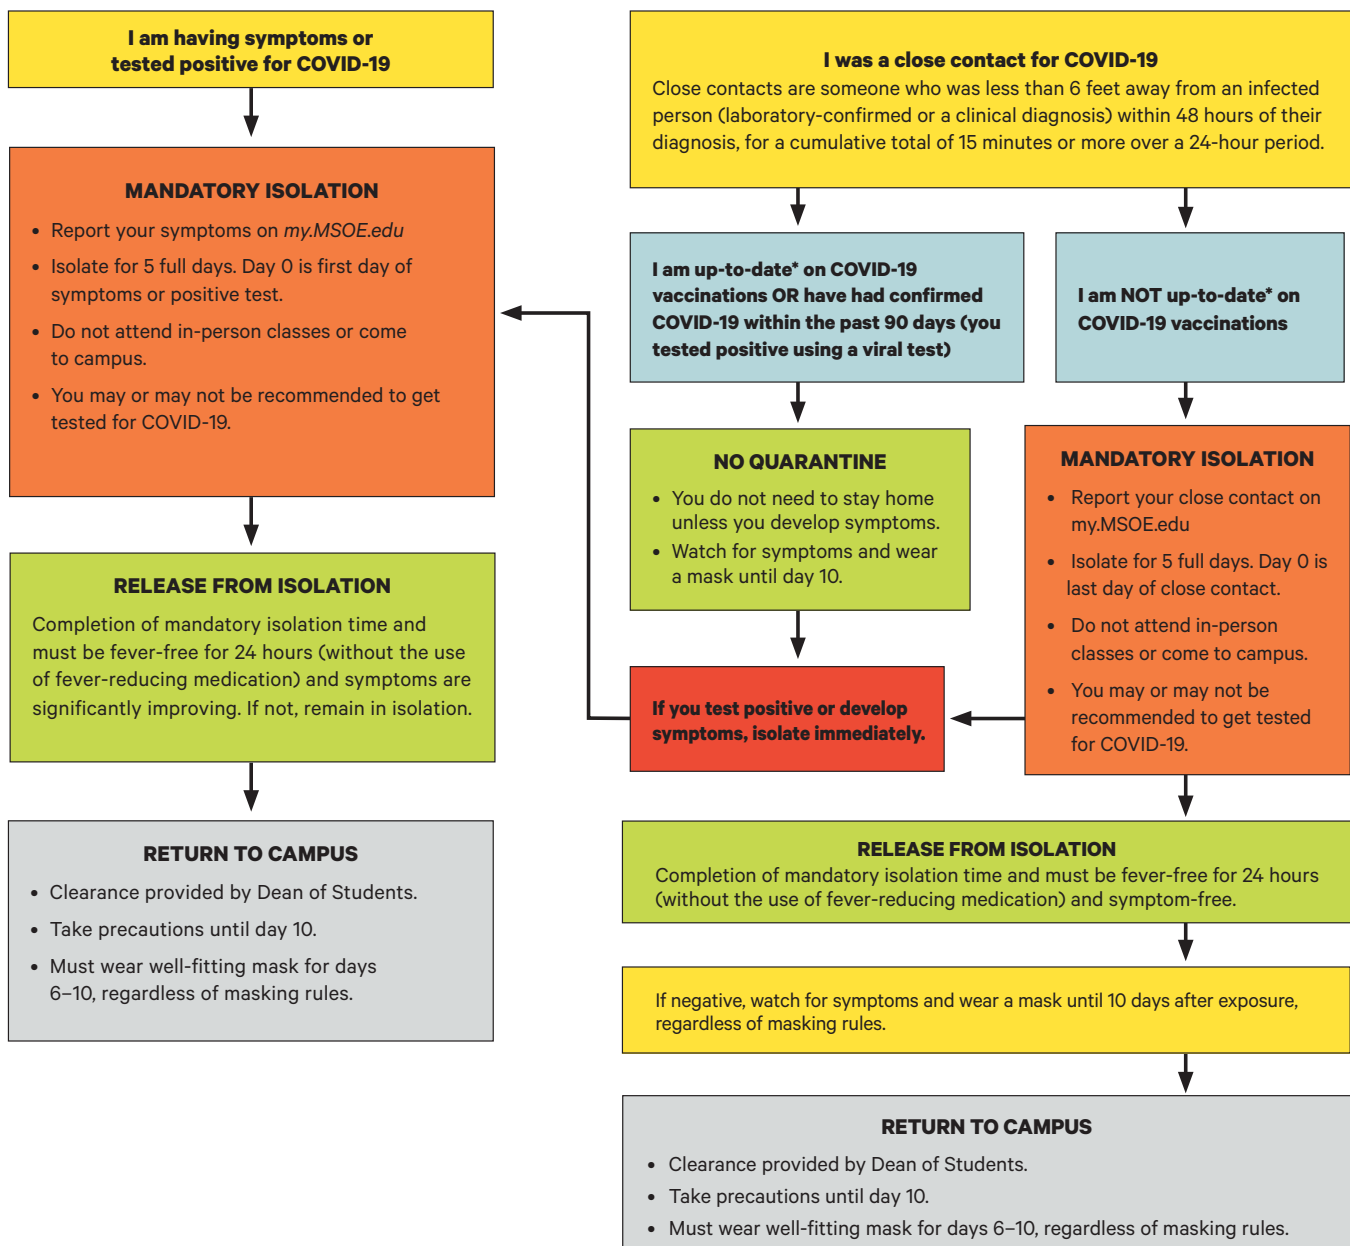 I am having symptoms or
tested positive for COVID-19
MANDATORY ISOLATION
• Report your symptoms on my.MSOE.edu
• Isolate for 5 full days. Day 0 is first day of
symptoms or positive test.
• Do not attend in-person classes or come
to campus.
• You may or may not be recommended to get
tested for COVID-19.
RELEASE FROM ISOLATION
Completion of mandatory isolation time and
must be fever-free for 24 hours (without the use
of fever-reducing medication) and symptoms are
significantly improving. If not, remain in isolation.
RETURN TO CAMPUS
• Clearance provided by Dean of Students.
• Take precautions until day 10.
• Must wear well-fitting mask for days
6–10, regardless of masking rules.
I was a close contact for COVID-19
Close contacts are someone who was less than 6 feet away from an infected
person (laboratory-confirmed or a clinical diagnosis) within 48 hours of their
diagnosis, for a cumulative total of 15 minutes or more over a 24-hour period.
I am up-to-date* on COVID-19
vaccinations OR have had confirmed
COVID-19 within the past 90 days (you
tested positive using a viral test)
NO QUARANTINE
• You do not need to stay home
unless you develop symptoms.
• Watch for symptoms and wear
a mask until day 10.
If you test positive or develop
symptoms, isolate immediately.
I am NOT up-to-date* on
COVID-19 vaccinations
MANDATORY ISOLATION
• Report your close contact on
my.MSOE.edu
• Isolate for 5 full days. Day 0 is
last day of close contact.
• Do not attend in-person
classes or come to campus.
• You may or may not be
recommended to get tested
for COVID-19.
RELEASE FROM ISOLATION
Completion of mandatory isolation time and must be fever-free for 24 hours
(without the use of fever-reducing medication) and symptom-free.
If negative, watch for symptoms and wear a mask until 10 days after exposure,
regardless of masking rules.
RETURN TO CAMPUS
• Clearance provided by Dean of Students.
• Take precautions until day 10.
• Must wear well-fitting mask for days 6–10, regardless of masking rules.